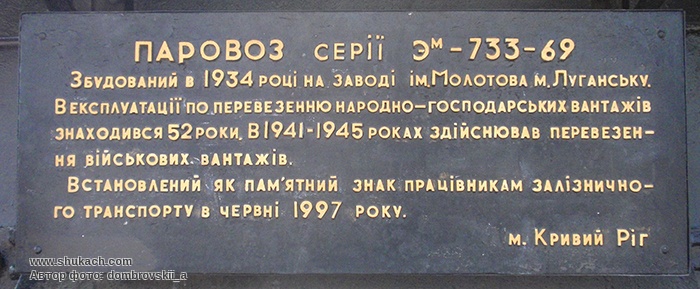 ПАРОВОЗ СЕРІЇ Эм-733-69
ЗБУДОВАНИЙ В 1934 РОЦІ НА ЗАВОДІ ІМ.МОЛОТОВА М.ЛУГАНСЬКУ.
В ЕКСПЛУАТАЦІЇ ПО ПЕРЕВЕЗЕННЮ НАРОДНО-ГОСПОДАРСЬКИХ ВАНТАЖІВ
ЗНАХОДИВСЯ 52 РОКИ. В 1941-1945 РОКАХ ЗДІЙСНЮВАВ ПЕРЕВЕЗЕН-
НЯ ВІЙСЬКОВИХ ВАНТАЖІВ.
ВСТАНОВЛЕНИЙ ЯК ПАМ'ЯТНИЙ ЗНАК ПРАЦІВНИКАМ ЗАЛІЗНИЧНО-
ГО ТРАНСПОРТУ В ЧЕРВНІ 1997 РОКУ.
м. Кривий Ріг
www.shukach.com
Автор фото: dombrovskii_a